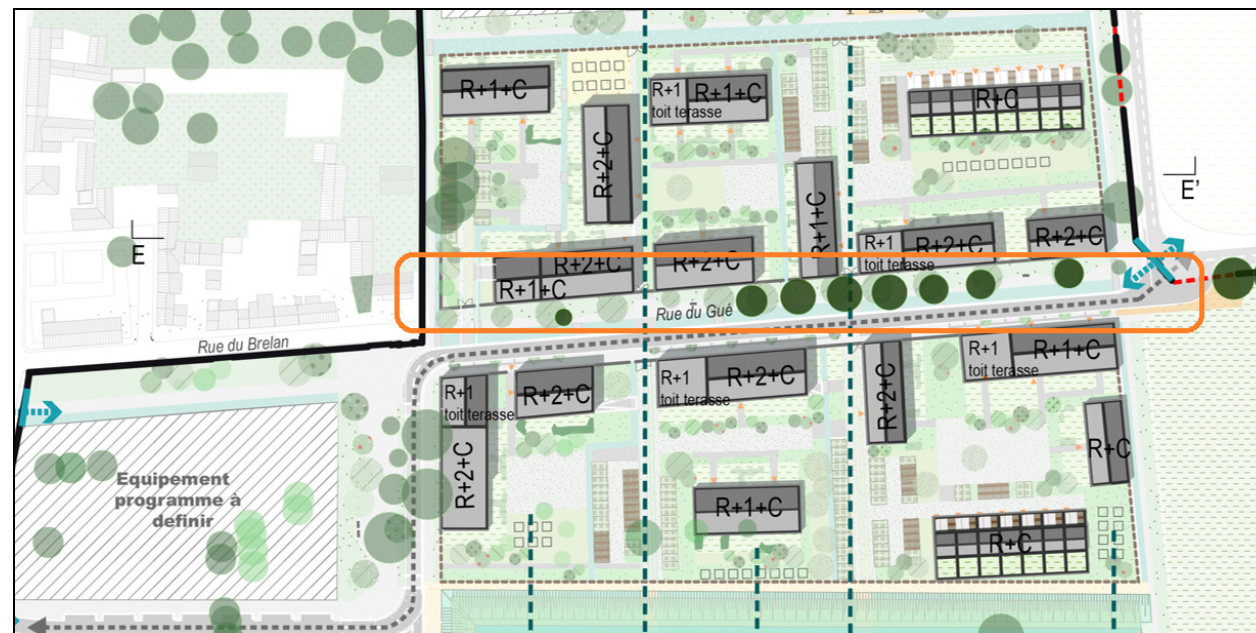 R+1+C
R+2+C
R+1
toit terasse
R+1+C
R+C
E
E'
R+2+C
R+1+C
R+2+C
R+1+C
R+1
toit terasse
R+2+C
R+2+C
Rue du Gué
Rue du Brelan
R+1
toit terasse
R+2+C
R+2+C
R+1
toit terasse
R+2+C
R+2+C
R+1
toit terasse
R+1+C
R+C
Equipement
programme à
definir
R+1+C
R+C